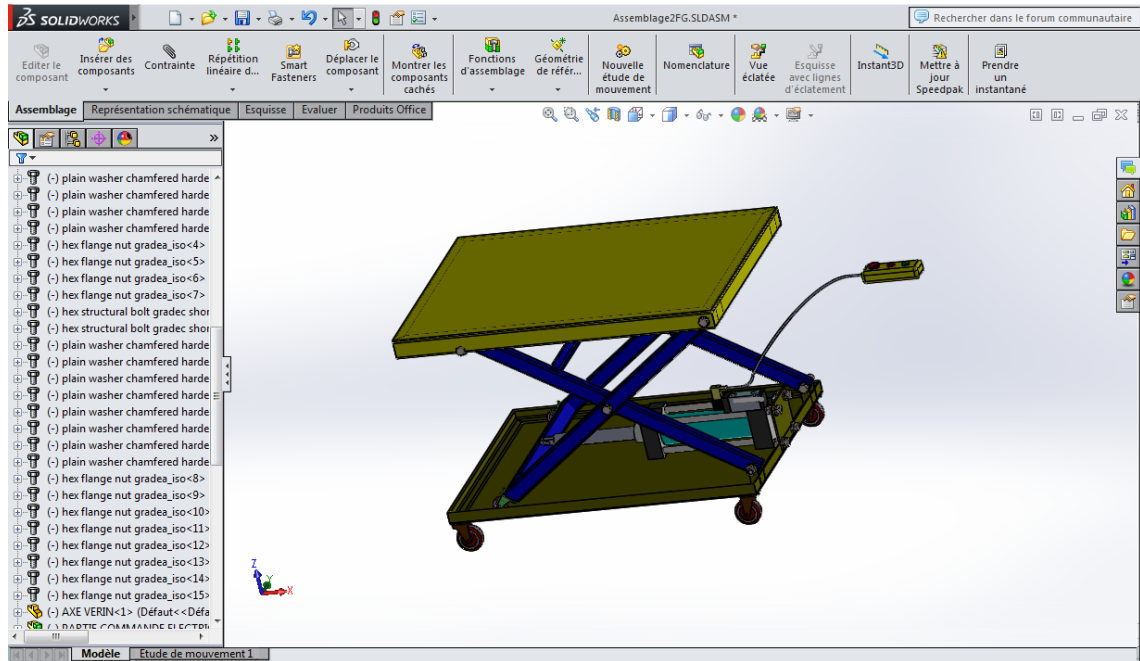 SOLIDWORKS
Assemblage2FG.SLDASM *
Rechercher dans le forum communautaire
Editer le composant
Insérer des composants
Contrainte
Répétition linéaire d...
Smart Fasteners
Déplacer le composant
Montrer les composants cachés
Fonctions d'assemblage
Géométrie de référ...
Nouvelle étude de mouvement
Nomenclature
Vue éclatée
Esquisse avec lignes d'éclatement
Instant3D
Mettre à jour Speedpak
Prendre un instantané
Assemblage
Représentation schématique
Esquisse
Evaluer
Produits Office
(-) plain washer chamfered harde
(-) plain washer chamfered harde
(-) plain washer chamfered harde
(-) plain washer chamfered harde
(-) hex flange nut gradea_iso<4>
(-) hex flange nut gradea_iso<5>
(-) hex flange nut gradea_iso<6>
(-) hex flange nut gradea_iso<7>
(-) hex structural bolt gradec shor
(-) hex structural bolt gradec shor
(-) plain washer chamfered harde
(-) plain washer chamfered harde
(-) plain washer chamfered harde
(-) plain washer chamfered harde
(-) plain washer chamfered harde
(-) plain washer chamfered harde
(-) plain washer chamfered harde
(-) plain washer chamfered harde
(-) hex flange nut gradea_iso<8>
(-) hex flange nut gradea_iso<9>
(-) hex flange nut gradea_iso<10>
(-) hex flange nut gradea_iso<11>
(-) hex flange nut gradea_iso<12>
(-) hex flange nut gradea_iso<13>
(-) hex flange nut gradea_iso<14>
(-) hex flange nut gradea_iso<15>
(-) AXE VERIN<1> (Défaut<<Défa
(-) PARTIE COMMANDE ELECTRI
Z
Y
X
Modèle
Etude de mouvement 1